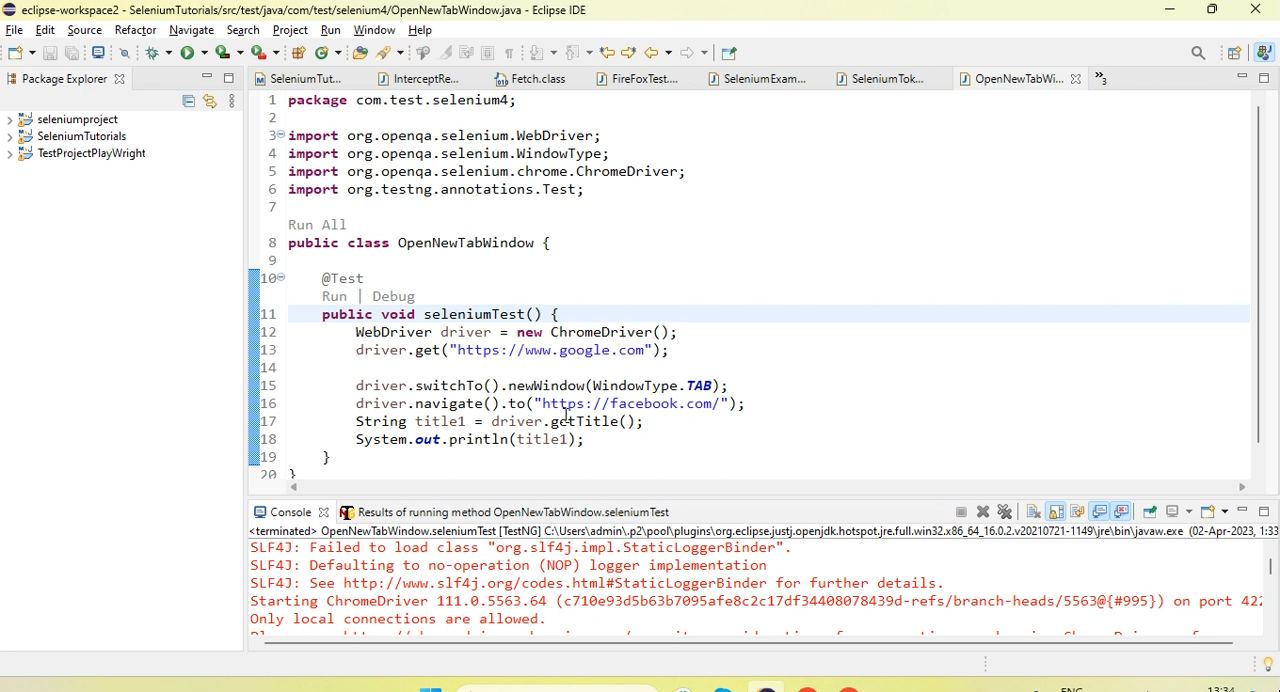 eclipse-workspace2 - SeleniumTutorials/src/test/java/com/test/selenium4/OpenNewTabWindow.java - Eclipse IDE
File Edit Source Refactor Navigate Search Project Run Window Help
Package Explorer
SeleniumTut... InterceptRe... Fetch.class FireFoxTest.... SeleniumExam... SeleniumTok... OpenNewTabWi... »3
seleniumproject
SeleniumTutorials
TestProjectPlayWright
1 package com.test.selenium4;
2
3 import org.openqa.selenium.WebDriver;
4 import org.openqa.selenium.WindowType;
5 import org.openqa.selenium.chrome.ChromeDriver;
6 import org.testng.annotations.Test;
7
Run All
8 public class OpenNewTabWindow {
9
10 @Test
Run | Debug
11 public void seleniumTest() {
12 WebDriver driver = new ChromeDriver();
13 driver.get("https://www.google.com");
14
15 driver.switchTo().newWindow(WindowType.TAB);
16 driver.navigate().to("https://facebook.com/");
17 String title1 = driver.getTitle();
18 System.out.println(title1);
19 }
20 }
Console Results of running method OpenNewTabWindow.seleniumTest
<terminated> OpenNewTabWindow.seleniumTest [TestNG] C:\Users\admin\.p2\pool\plugins\org.eclipse.justj.openjdk.hotspot.jre.full.win32.x86_64_16.0.2.v20210721-1149\jre\bin\javaw.exe (02-Apr-2023, 1:33
SLF4J: Failed to load class "org.slf4j.impl.StaticLoggerBinder".
SLF4J: Defaulting to no-operation (NOP) logger implementation
SLF4J: See http://www.slf4j.org/codes.html#StaticLoggerBinder for further details.
Starting ChromeDriver 111.0.5563.64 (c710e93d5b63b7095afe8c2c17df34408078439d-refs/branch-heads/5563@{#995}) on port 422
Only local connections are allowed.
ENG 13:34